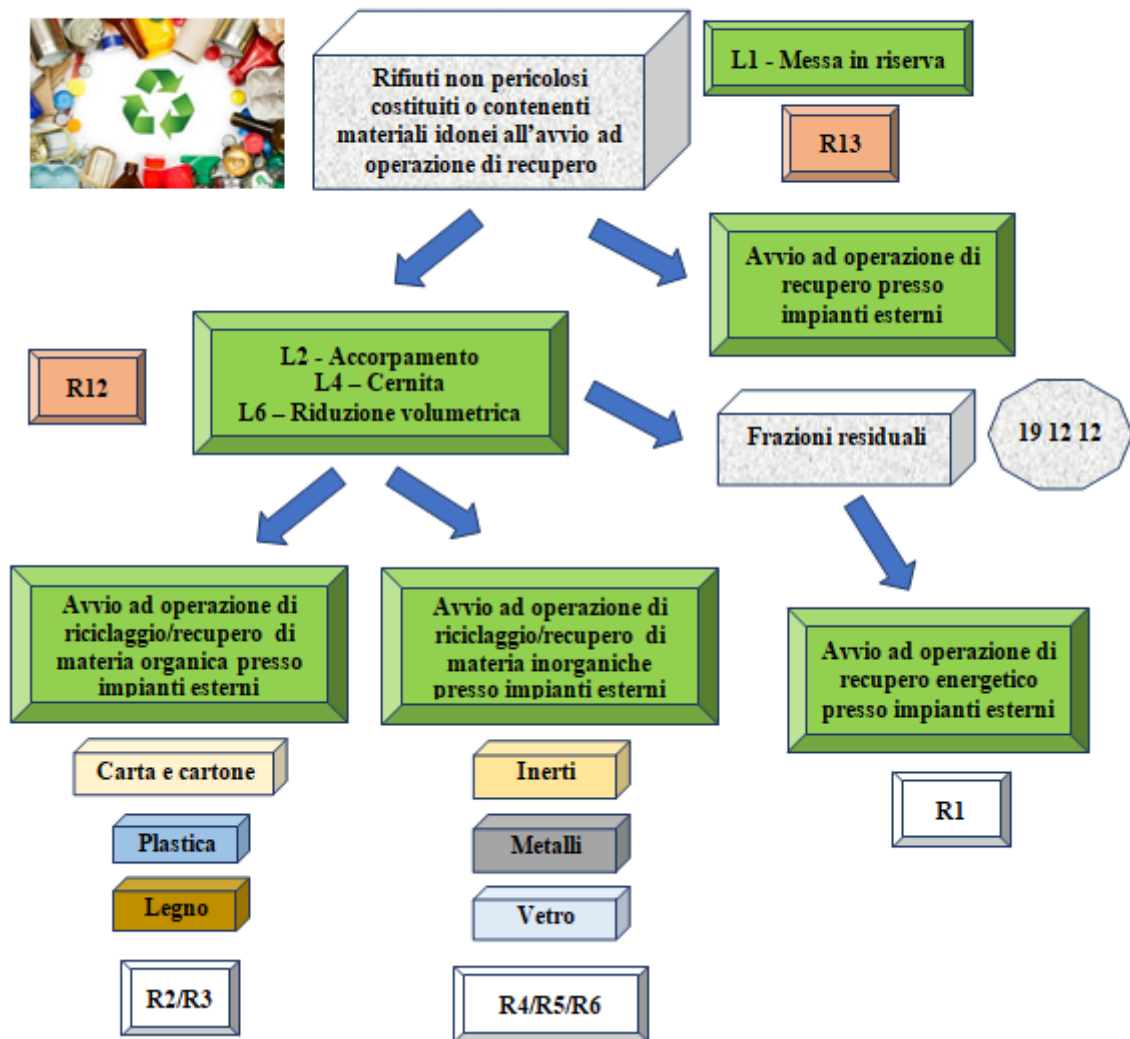 Rifiuti non pericolosi
costituiti o contenenti
materiali idonei all'avvio ad
operazione di recupero
L1 - Messa in riserva
R13
Avvio ad operazione di
recupero presso
impianti esterni
R12
L2 - Accorpamento
L4 – Cernita
L6 – Riduzione volumetrica
Frazioni residuali
19 12 12
Avvio ad operazione di
riciclaggio/recupero di
materia organica presso
impianti esterni
Avvio ad operazione di
riciclaggio/recupero di
materia inorganiche
presso impianti esterni
Avvio ad operazione di
recupero energetico
presso impianti esterni
Carta e cartone
Plastica
Legno
R2/R3
Inerti
Metalli
Vetro
R4/R5/R6
R1